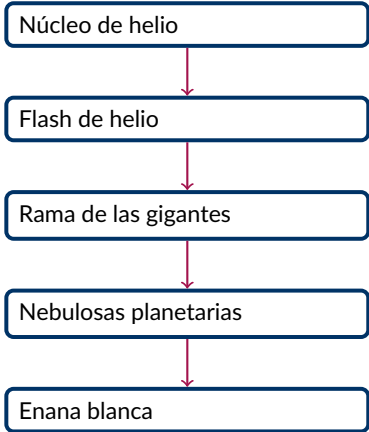 Núcleo de helio
Flash de helio
Rama de las gigantes
Nebulosas planetarias
Enana blanca